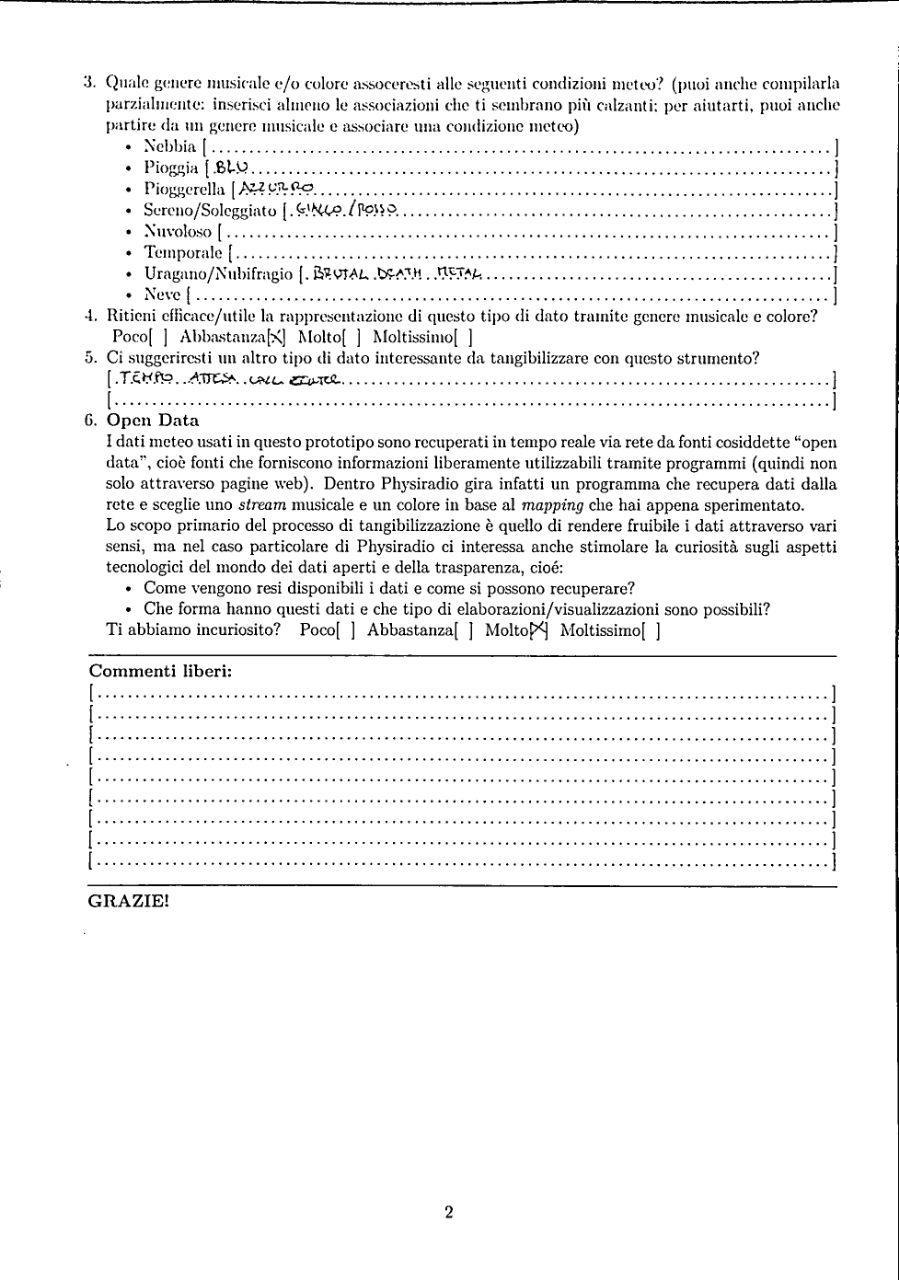 3. Quale genere musicale e/o colore assoceresti alle seguenti condizioni meteo? (puoi anche compilarla
parzialmente: inserisci almeno le associazioni che ti sembrano più calzanti; per aiutarti, puoi anche
partire da un genere musicale e associare una condizione meteo)
• Nebbia [ ........ ]
• Pioggia [ BLU ........ ]
• Pioggerella [ AZZURRO ........ ]
• Sereno/Soleggiato [ GIALLO / ROSSO ........ ]
• Nuvoloso [ ........ ]
• Temporale [ ........ ]
• Uragano/Nubifragio [ BRUTAL DEATH METAL ........ ]
• Neve [ ........ ]
4. Ritieni efficace/utile la rappresentazione di questo tipo di dato tramite genere musicale e colore?
Poco[ ] Abbastanza[X] Molto[ ] Moltissimo[ ]
5. Ci suggeriresti un altro tipo di dato interessante da tangibilizzare con questo strumento?
[ TEMPO ATTESA CALL CENTER ........ ]
[ ........ ]
6. Open Data
I dati meteo usati in questo prototipo sono recuperati in tempo reale via rete da fonti cosiddette “open
data”, cioè fonti che forniscono informazioni liberamente utilizzabili tramite programmi (quindi non
solo attraverso pagine web). Dentro Physiradio gira infatti un programma che recupera dati dalla
rete e sceglie uno stream musicale e un colore in base al mapping che hai appena sperimentato.
Lo scopo primario del processo di tangibilizzazione è quello di rendere fruibile i dati attraverso vari
sensi, ma nel caso particolare di Physiradio ci interessa anche stimolare la curiosità sugli aspetti
tecnologici del mondo dei dati aperti e della trasparenza, cioé:
• Come vengono resi disponibili i dati e come si possono recuperare?
• Che forma hanno questi dati e che tipo di elaborazioni/visualizzazioni sono possibili?
Ti abbiamo incuriosito? Poco[ ] Abbastanza[ ] Molto[X] Moltissimo[ ]
Commenti liberi:
[ ........ ]
[ ........ ]
[ ........ ]
[ ........ ]
[ ........ ]
[ ........ ]
[ ........ ]
[ ........ ]
[ ........ ]
GRAZIE!
2